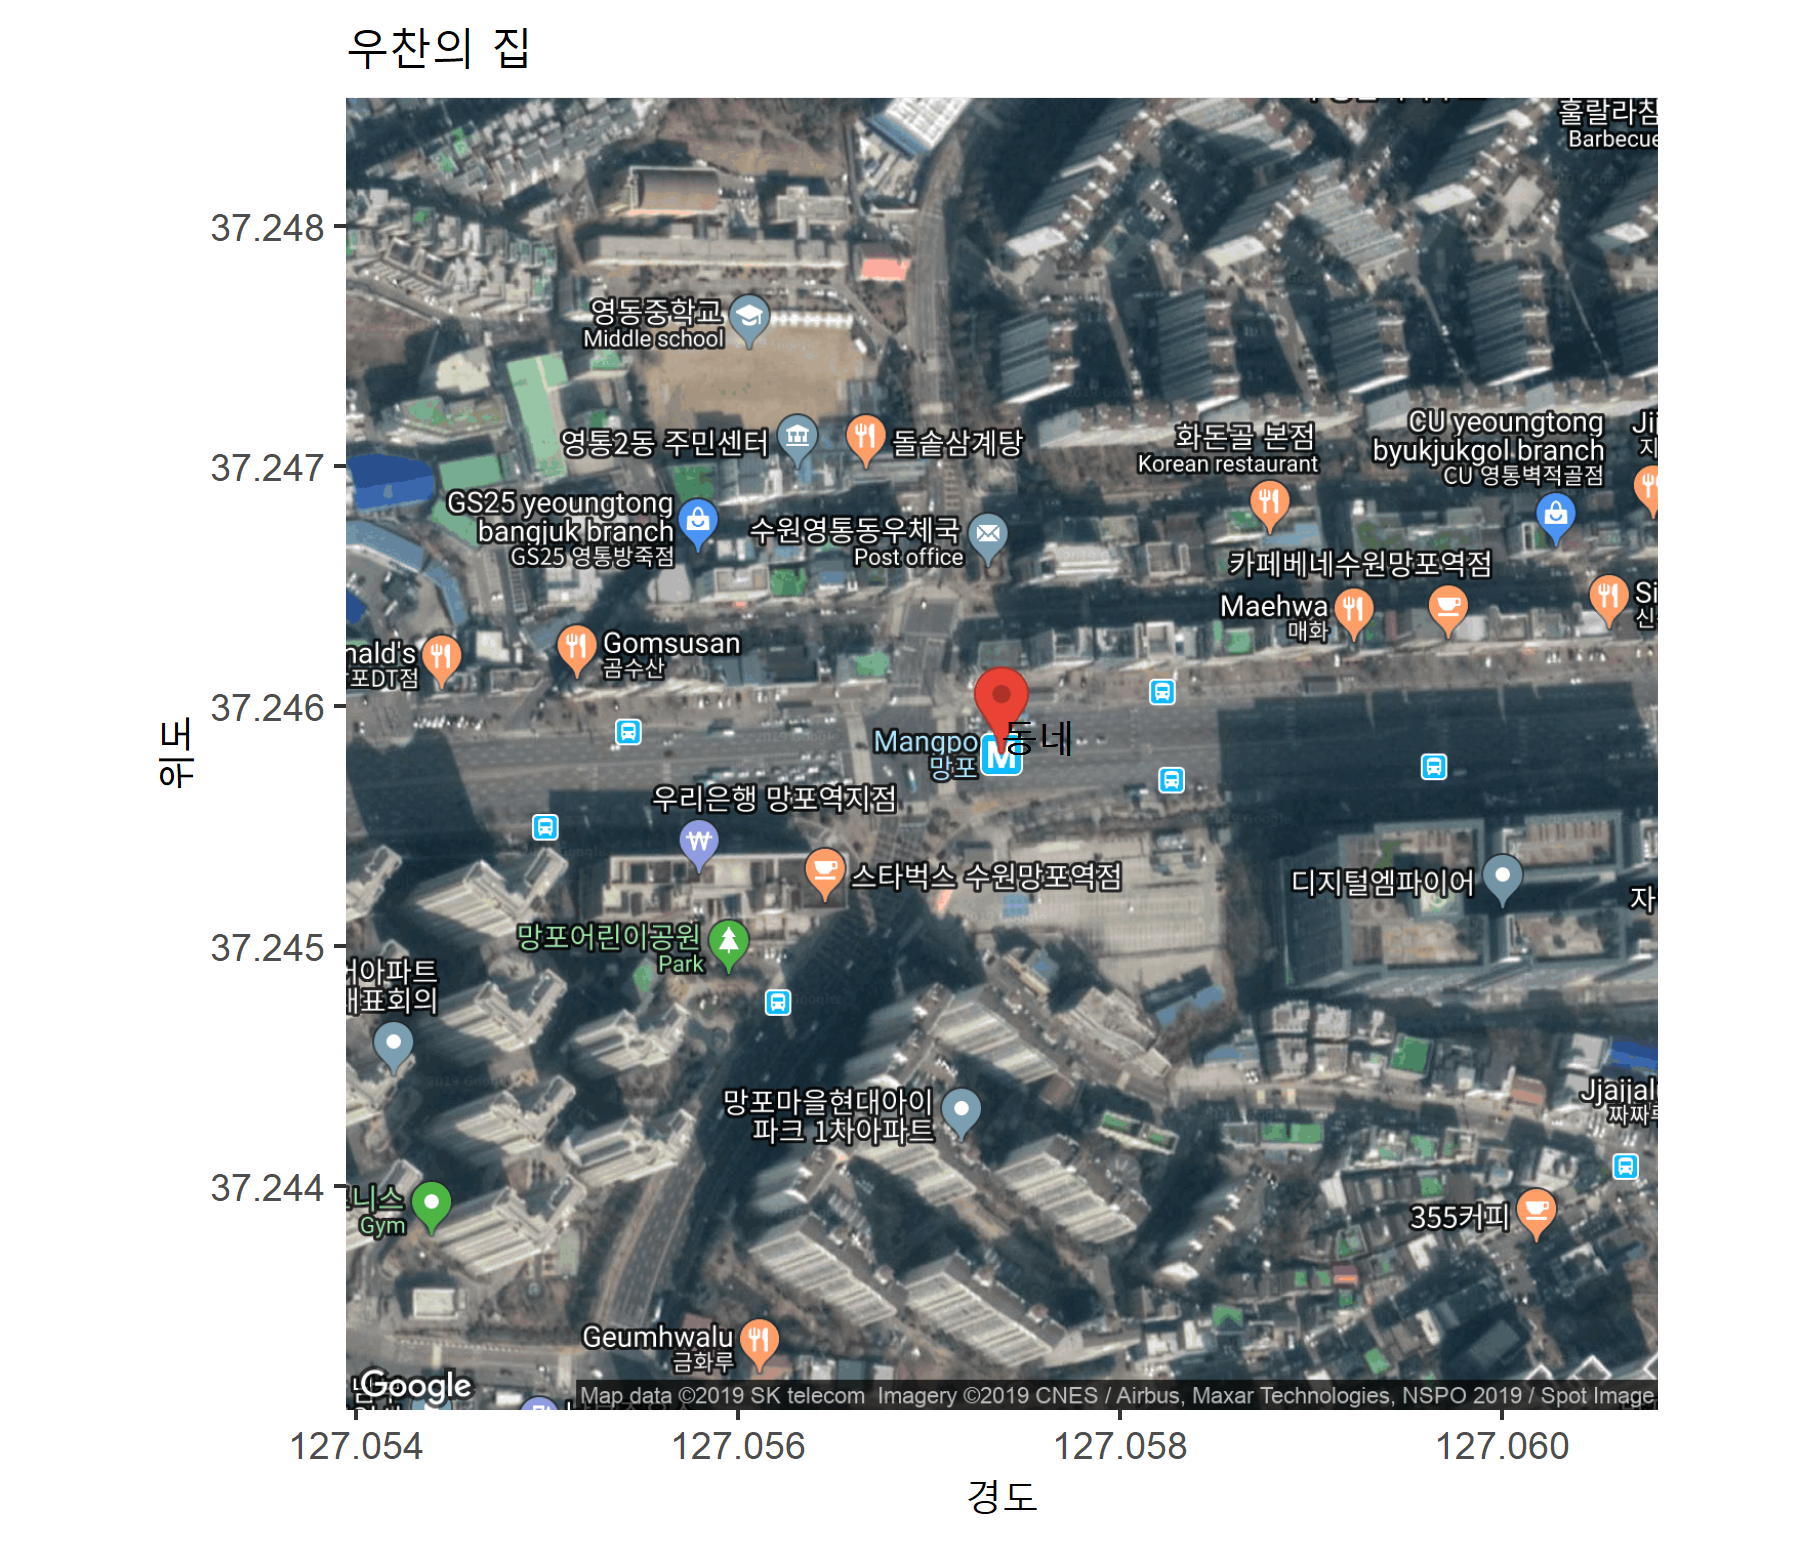 우찬의 집
훌랄라참
Barbecue
37.248
영동중학교
Middle school
CU yeoungtong
byukjukgol branch
CU 영통벽적골점
Jji
지
화돈골 본점
Korean restaurant
영통2동 주민센터
돌솥삼계탕
37.247
GS25 yeoungtong
bangjuk branch
GS25 영통방죽점
수원영통동우체국
Post office
카페베네수원망포역점
Maehwa
매화
Si
신
nald's
포DT점
Gomsusan
곰수산
37.246
위도
Mangpo
망포
M
동네
우리은행 망포역지점
스타벅스 수원망포역점
디지털엠파이어
자
망포어린이공원
Park
37.245
아파트
대표회의
망포마을현대아이
파크 1차아파트
Jjajjal
짜짜루
37.244
니스
Gym
355커피
Geumhwalu
금화루
Google
Map data ©2019 SK telecom Imagery ©2019 CNES / Airbus, Maxar Technologies, NSPO 2019 / Spot Image
127.054
127.056
127.058
127.060
경도